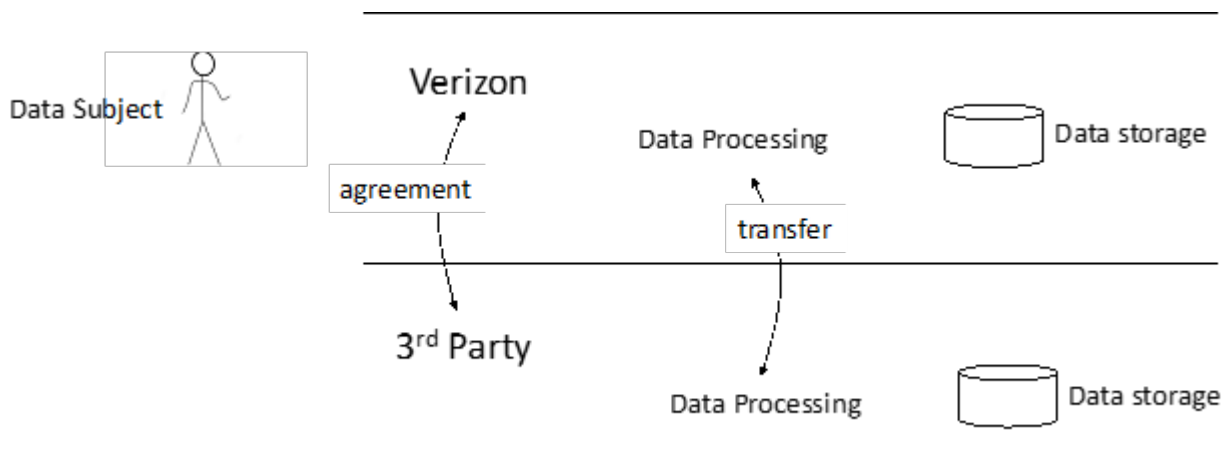 Verizon
Data Subject
Data Processing
Data storage
agreement
transfer
3rd Party
Data Processing
Data storage